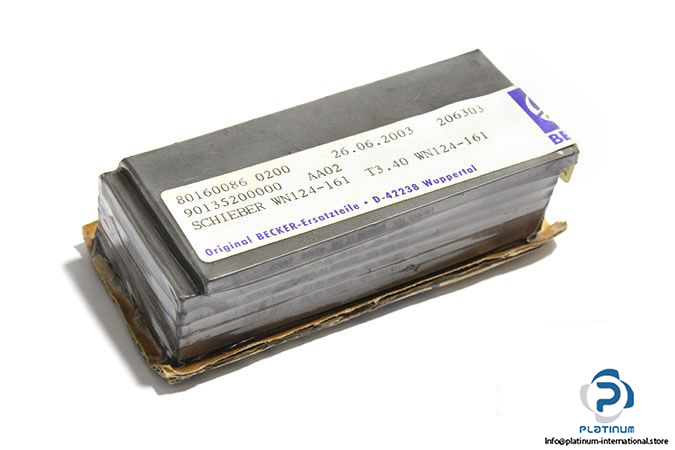 80160086 0200 26.06.2003 206303
90135200000 AA02
SCHIEBER WN124-161 T3.40 WN124-161
Original BECKER-Ersatzteile • D-42238 Wuppertal
BE
PLATINUM
Info@platinum-international.store